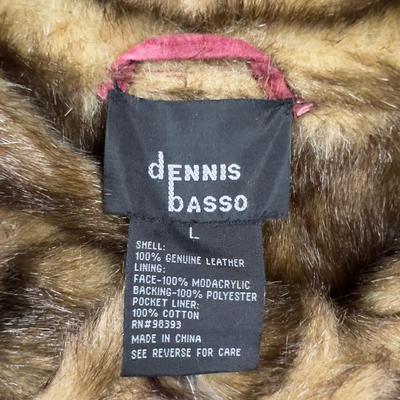 dENNIS
bASSO
L
SHELL:
100% GENUINE LEATHER
LINING:
FACE-100% MODACRYLIC
BACKING-100% POLYESTER
POCKET LINER:
100% COTTON
RN#98393
MADE IN CHINA
SEE REVERSE FOR CARE